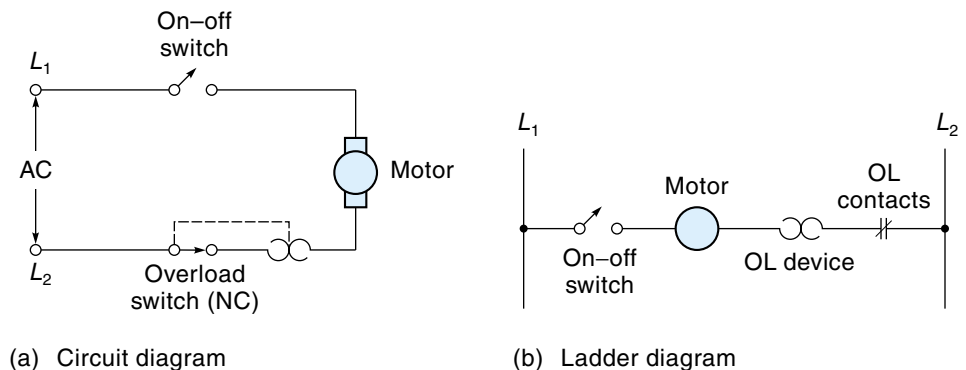 On–off
switch
L1
AC
Motor
L2
Overload
switch (NC)
(a) Circuit diagram
L1
L2
Motor
OL
contacts
On–off
switch
OL device
(b) Ladder diagram